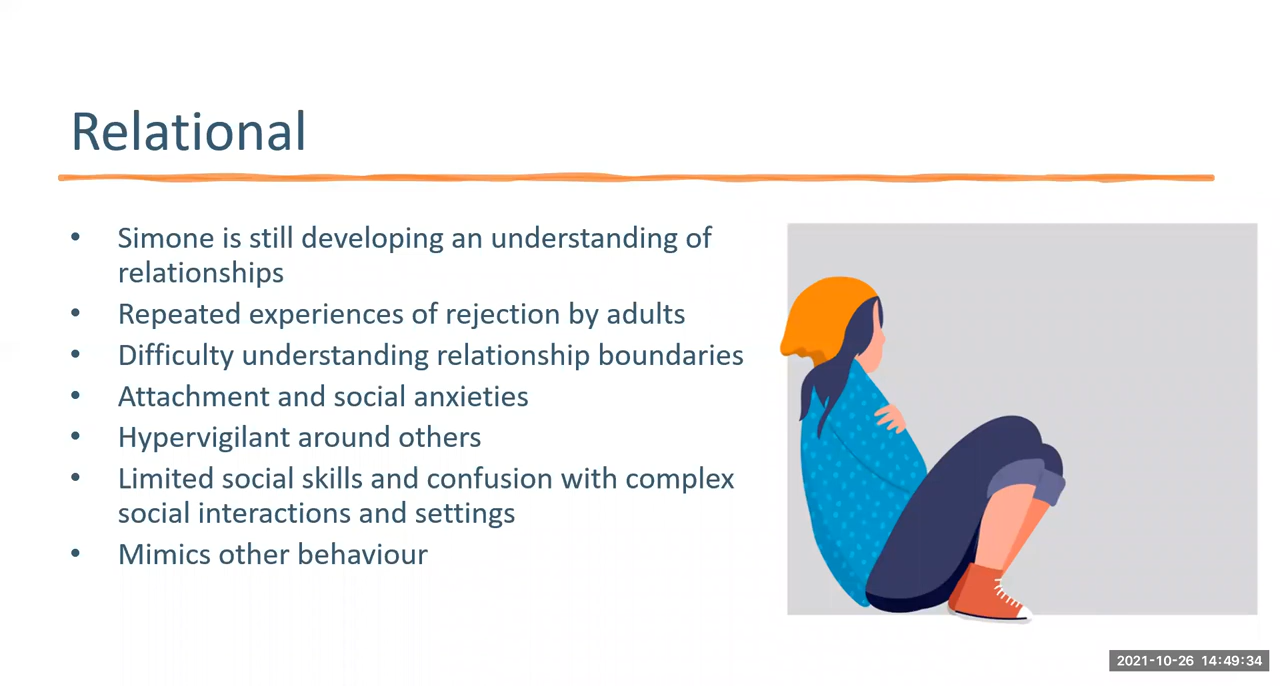 Relational
• Simone is still developing an understanding of
relationships
• Repeated experiences of rejection by adults
• Difficulty understanding relationship boundaries
• Attachment and social anxieties
• Hypervigilant around others
• Limited social skills and confusion with complex
social interactions and settings
• Mimics other behaviour
2021-10-26 14:49:34